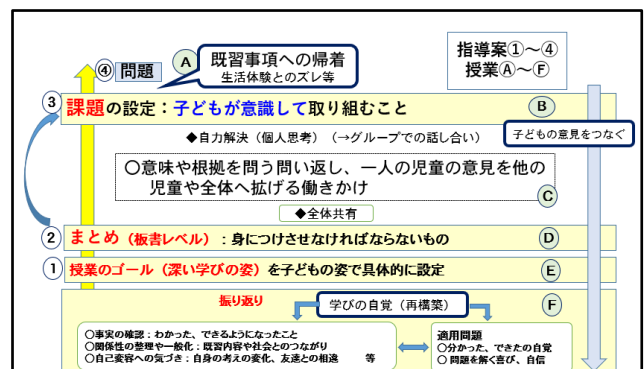 ④ 問題
A
既習事項への帰着
生活体験とのズレ等
指導案①～④
授業Ⓐ～Ⓕ
③ 課題の設定：子どもが意識して取り組むこと
B
◆自力解決（個人思考）（→グループでの話し合い）
子どもの意見をつなぐ
〇意味や根拠を問う問い返し、一人の児童の意見を他の
児童や全体へ拡げる働きかけ
C
◆全体共有
② まとめ（板書レベル）：身につけさせなければならないもの
D
① 授業のゴール（深い学びの姿）を子どもの姿で具体的に設定
E
振り返り
学びの自覚（再構築）
F
〇事実の確認：わかった、できるようになったこと
〇関係性の整理や一般化：既習内容や社会とのつながり
〇自己変容への気づき：自身の考えの変化、友達との相違　等
適用問題
〇分かった、できたの自覚
〇 問題を解く喜び、自信